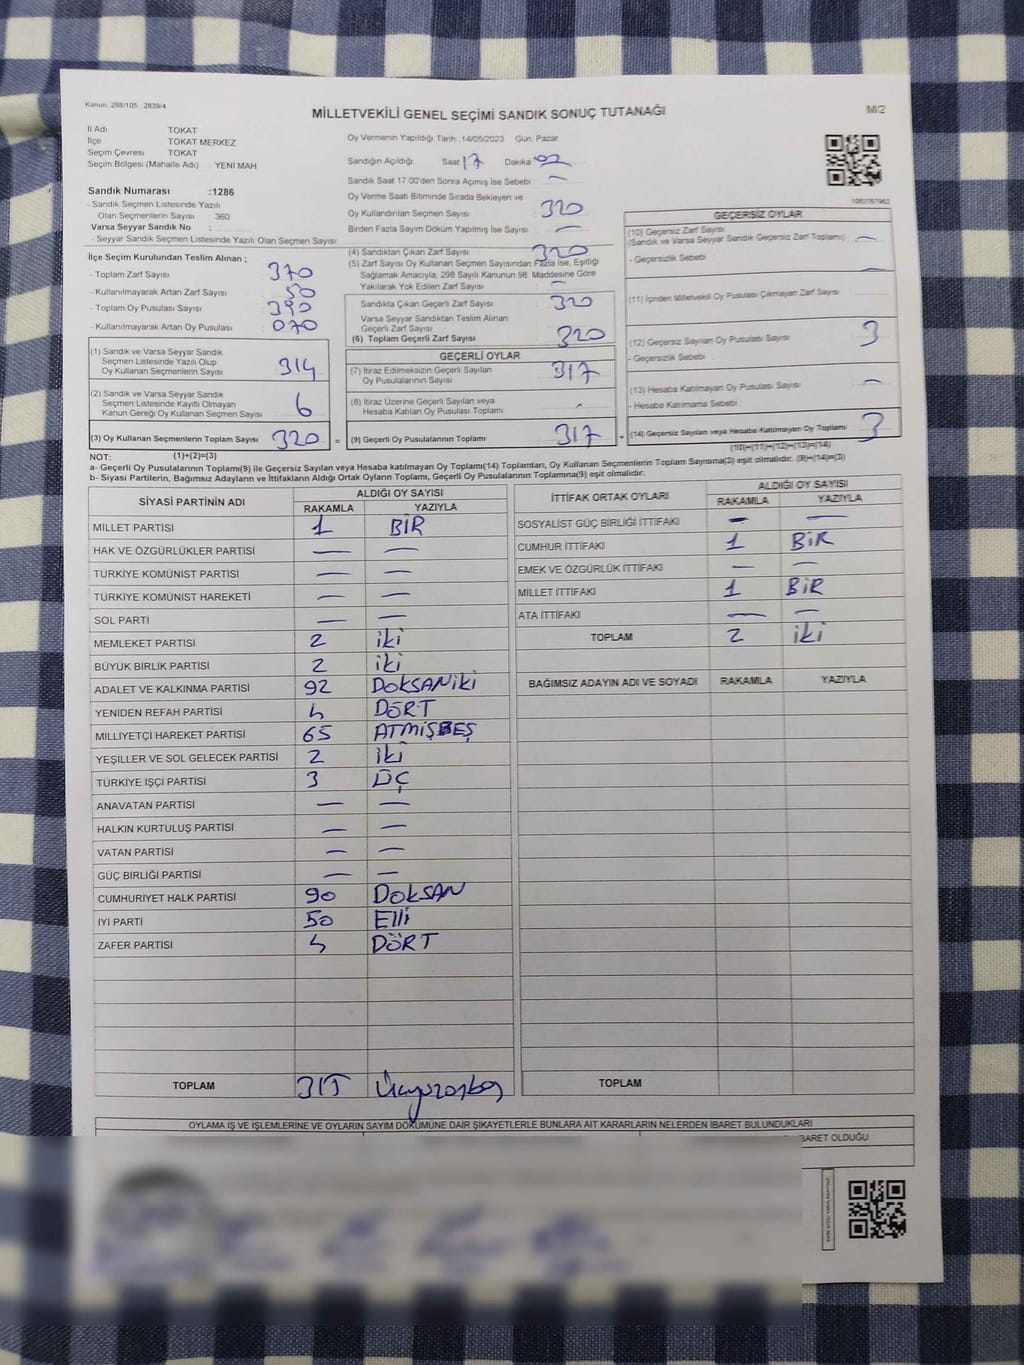 Kanun, 298/105 , 2839/4
MİLLETVEKİLİ GENEL SEÇİMİ SANDIK SONUÇ TUTANAĞI
M/2
İl Adı TOKAT
İlçe TOKAT MERKEZ
Seçim Çevresi TOKAT
Seçim Bölgesi (Mahalle Adı) : YENİ MAH
Sandık Numarası :1286
- Sandık Seçmen Listesinde Yazılı
Olan Seçmenlerin Sayısı : 360
Varsa Seyyar Sandık No :
- Seyyar Sandık Seçmen Listesinde Yazılı Olan Seçmen Sayısı
Oy Vermenin Yapıldığı Tarih :14/05/2023 Gün: Pazar
Sandığın Açıldığı Saat 17 Dakika 02
Sandık Saat 17:00'den Sonra Açılmış İse Sebebi : —
Oy Verme Saati Bitiminde Sırada Bekleyen ve
Oy Kullandırılan Seçmen Sayısı 320
Birden Fazla Sayım Döküm Yapılmış İse Sayısı —
1083787962
İlçe Seçim Kurulundan Teslim Alınan ;
- Toplam Zarf Sayısı : 370
- Kullanılmayarak Artan Zarf Sayısı : 50
- Toplam Oy Pusulası Sayısı : 390
- Kullanılmayarak Artan Oy Pusulası : 070
(1) Sandık ve Varsa Seyyar Sandık
Seçmen Listesinde Yazılı Olup
Oy Kullanan Seçmenlerin Sayısı 314
(2) Sandık ve Varsa Seyyar Sandık
Seçmen Listesinde Kayıtlı Olmayan
Kanun Gereği Oy Kullanan Seçmen Sayısı 6
(3) Oy Kullanan Seçmenlerin Toplam Sayısı 320 =
(1)+(2)=(3)
(4) Sandıktan Çıkan Zarf Sayısı 320
(5) Zarf Sayısı Oy Kullanan Seçmen Sayısından Fazla İse, Eşitliği
Sağlamak Amacıyla; 298 Sayılı Kanunun 98. Maddesine Göre
Yakılarak Yok Edilen Zarf Sayısı : —
Sandıkta Çıkan Geçerli Zarf Sayısı 320
Varsa Seyyar Sandıktan Teslim Alınan
Geçerli Zarf Sayısı
(6) Toplam Geçerli Zarf Sayısı 320
GEÇERLİ OYLAR
(7) İtiraz Edilmeksizin Geçerli Sayılan
Oy Pusulalarının Sayısı 317
(8) İtiraz Üzerine Geçerli Sayılan veya
Hesaba Katılan Oy Pusulası Toplamı -
(9) Geçerli Oy Pusulalarının Toplamı 317 +
GEÇERSİZ OYLAR
(10) Geçersiz Zarf Sayısı
(Sandık ve Varsa Seyyar Sandık Geçersiz Zarf Toplamı) : —
- Geçersizlik Sebebi :
(11) İçinden Milletvekili Oy Pusulası Çıkmayan Zarf Sayısı
(12) Geçersiz Sayılan Oy Pusulası Sayısı 3
- Geçersizlik Sebebi :
(13) Hesaba Katılmayan Oy Pusulası Sayısı —
- Hesaba Katılmama Sebebi
(14) Geçersiz Sayılan veya Hesaba Katılmayan Oy Toplamı 3
(10)+(11)+(12)+(13)=(14)
NOT:
a- Geçerli Oy Pusulalarının Toplamı(9) ile Geçersiz Sayılan veya Hesaba katılmayan Oy Toplamı(14) Toplamları, Oy Kullanan Seçmenlerin Toplam Sayısına(3) eşit olmalıdır. (9)+(14)=(3)
b- Siyasi Partilerin, Bağımsız Adayların ve İttifakların Aldığı Ortak Oyların Toplamı, Geçerli Oy Pusulalarının Toplamına(9) eşit olmalıdır.
SİYASİ PARTİNİN ADI ALDIĞI OY SAYISI
RAKAMLA YAZIYLA
MİLLET PARTİSI 1 BİR
HAK VE ÖZGÜRLÜKLER PARTİSİ — —
TÜRKİYE KOMÜNİST PARTİSİ — —
TÜRKİYE KOMÜNİST HAREKETİ — —
SOL PARTİ — —
MEMLEKET PARTİSİ 2 iki
BÜYÜK BİRLİK PARTİSİ 2 iki
ADALET VE KALKINMA PARTİSİ 92 DOKSANiKi
YENİDEN REFAH PARTİSİ 4 DÖRT
MİLLİYETÇİ HAREKET PARTİSİ 65 ATMIŞBEŞ
YEŞİLLER VE SOL GELECEK PARTİSİ 2 iki
TÜRKİYE İŞÇİ PARTİSİ 3 ÜÇ
ANAVATAN PARTİSİ — —
HALKIN KURTULUŞ PARTİSİ — —
VATAN PARTİSİ — —
GÜÇ BİRLİĞİ PARTİSİ — —
CUMHURİYET HALK PARTİSİ 90 DOKSAN
İYİ PARTİ 50 Elli
ZAFER PARTİSİ 4 DÖRT
TOPLAM 315 Üçyüzonbeş
İTTİFAK ORTAK OYLARI ALDIĞI OY SAYISI
RAKAMLA YAZIYLA
SOSYALİST GÜÇ BİRLİĞİ İTTİFAKI — —
CUMHUR İTTİFAKI 1 BiR
EMEK VE ÖZGÜRLÜK İTTİFAKI — —
MİLLET İTTİFAKI 1 BiR
ATA İTTİFAKI — —
TOPLAM 2 iki
BAĞIMSIZ ADAYIN ADI VE SOYADI RAKAMLA YAZIYLA
TOPLAM
OYLAMA İŞ VE İŞLEMLERİNE VE OYLARIN SAYIM DÖKÜMÜNE DAİR ŞİKAYETLERLE BUNLARA AİT KARARLARIN NELERDEN İBARET BULUNDUKLARI
BARET OLDUĞU